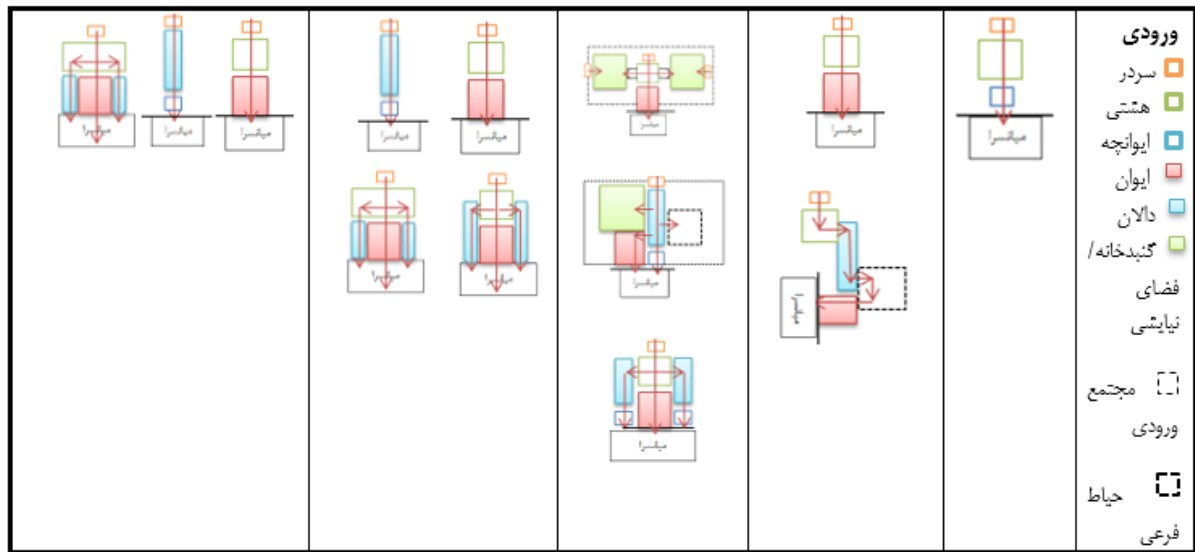 ورودی
سردر
هشتی
ایوانچه
ایوان
دالان
گنبدخانه/
فضای
نیایشی
مجتمع
ورودی
حیاط
فرعی
میانسرا
میانسرا
میانسرا
میانسرا
میانسرا
میانسرا
میانسرا
میانسرا
میانسرا
میانسرا
میانسرا
میانسرا
میانسرا